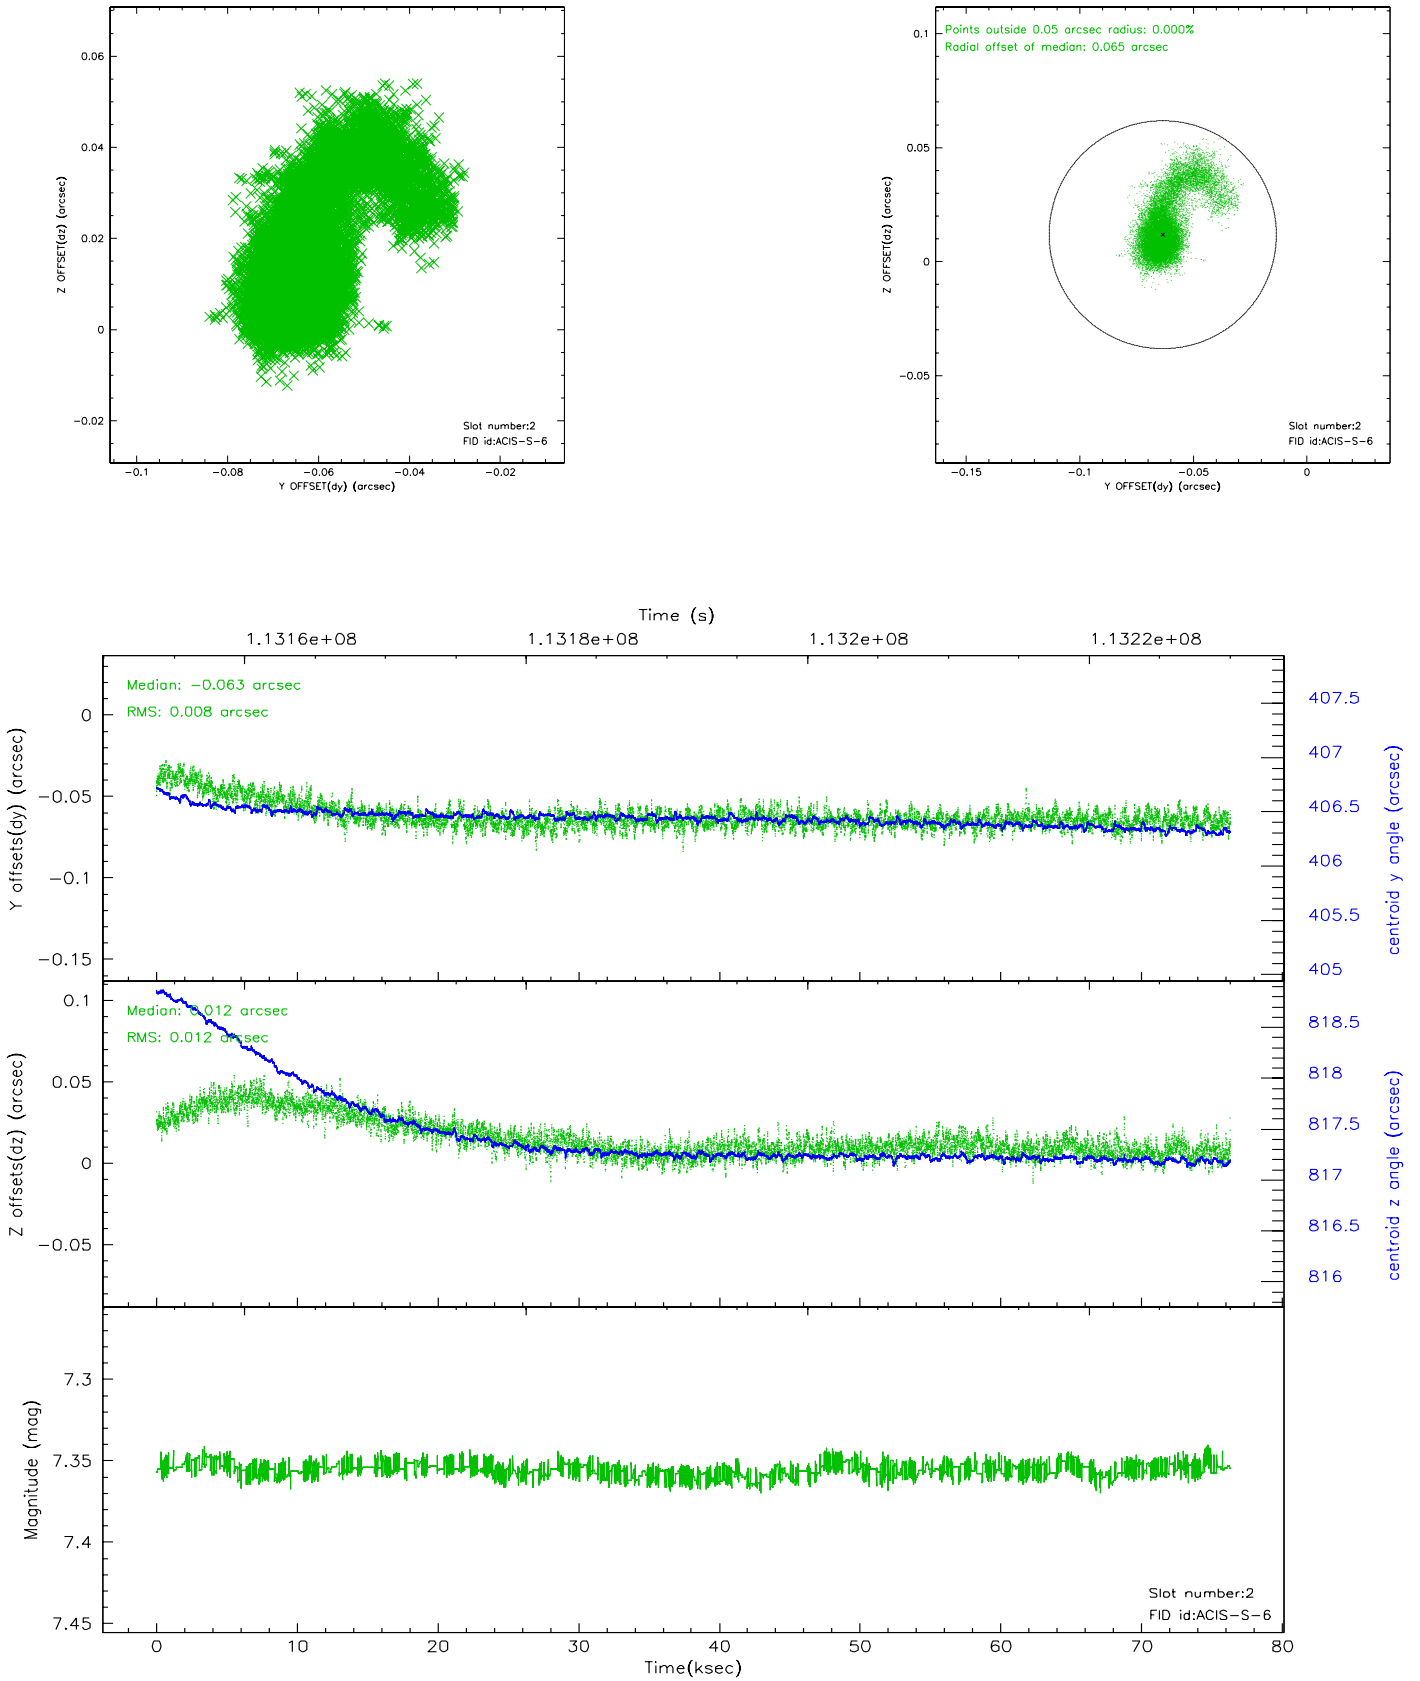 0.06
0.04
0.02
0
−0.02
Z OFFSET(dz) (arcsec)
Slot number:2
FID id:ACIS−S−6
−0.1
−0.08
−0.06
−0.04
−0.02
Y OFFSET(dy) (arcsec)
Points outside 0.05 arcsec radius: 0.000%
Radial offset of median: 0.065 arcsec
0.1
0.05
0
−0.05
Z OFFSET(dz) (arcsec)
Slot number:2
FID id:ACIS−S−6
−0.15
−0.1
−0.05
0
Y OFFSET(dy) (arcsec)
Time (s)
1.1316e+08
1.1318e+08
1.132e+08
1.1322e+08
Median: −0.063 arcsec
RMS: 0.008 arcsec
0
−0.05
−0.1
−0.15
Y offsets(dy) (arcsec)
407.5
407
406.5
406
405.5
405
centroid y angle (arcsec)
Median: 0.012 arcsec
RMS: 0.012 arcsec
0.1
0.05
0
−0.05
Z offsets(dz) (arcsec)
818.5
818
817.5
817
816.5
816
centroid z angle (arcsec)
7.3
7.35
7.4
7.45
Magnitude (mag)
Slot number:2
FID id:ACIS−S−6
0
10
20
30
40
50
60
70
80
Time(ksec)